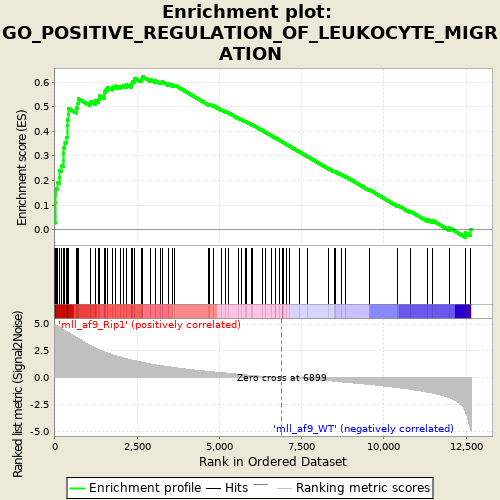 Enrichment plot:
GO_POSITIVE_REGULATION_OF_LEUKOCYTE_MIGR
ATION
Enrichment score (ES)
0.6
0.5
0.4
0.3
0.2
0.1
0.0
Ranked list metric (Signal2Noise)
5.0
2.5
0.0
-2.5
-5.0
'mll_af9_Rip1' (positively correlated)
Zero cross at 6899
'mll_af9_WT' (negatively correlated)
0
2,500
5,000
7,500
10,000
12,500
Rank in Ordered Dataset
Enrichment profile
Hits
Ranking metric scores